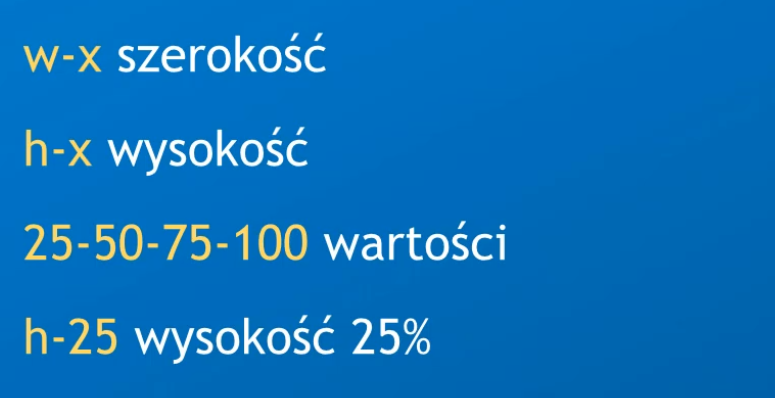 w-x szerokość
h-x wysokość
25-50-75-100 wartości
h-25 wysokość 25%